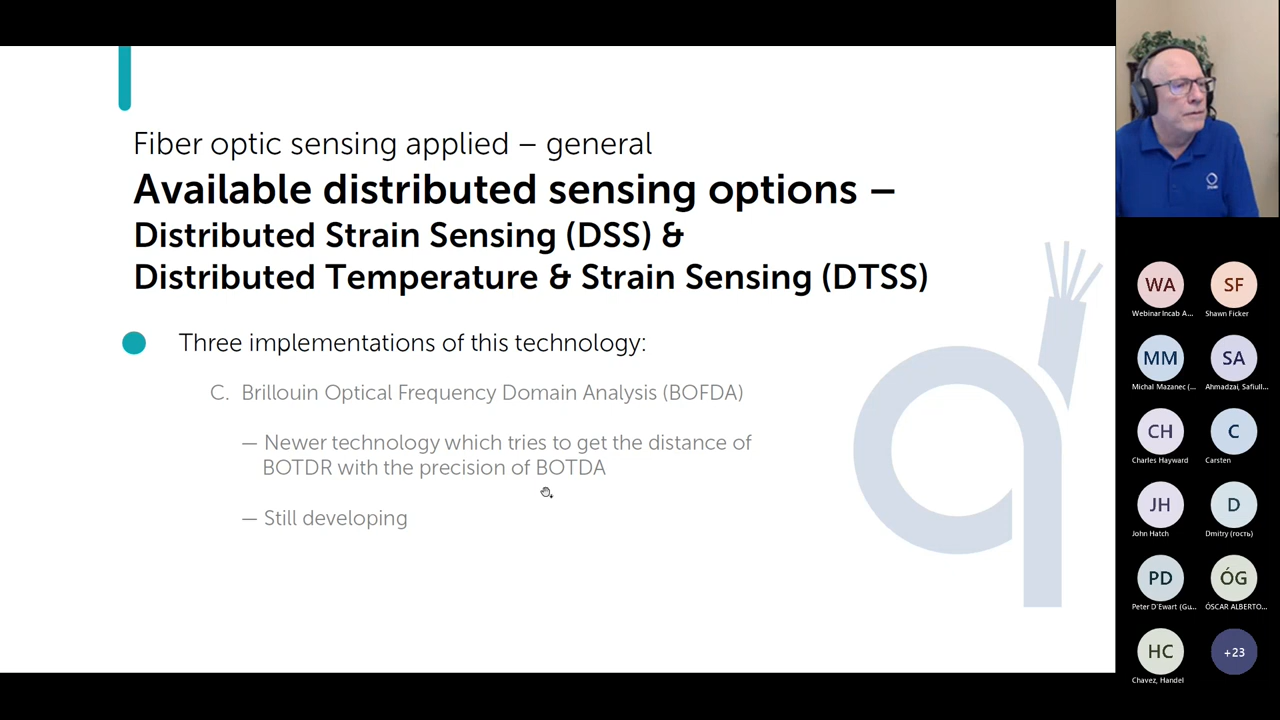 Fiber optic sensing applied – general
Available distributed sensing options –
Distributed Strain Sensing (DSS) &
Distributed Temperature & Strain Sensing (DTSS)
Three implementations of this technology:
C. Brillouin Optical Frequency Domain Analysis (BOFDA)
— Newer technology which tries to get the distance of
BOTDR with the precision of BOTDA
— Still developing
WA SF
Webinar Incab A... Shawn Ficker
MM SA
Michal Mazanec (... Ahmadzai, Safiull...
CH C
Charles Hayward Carsten
JH D
John Hatch Dmitry (гость)
PD ÓG
Peter D'Ewart (Gu... ÓSCAR ALBERTO...
HC +23
Chavez, Handel